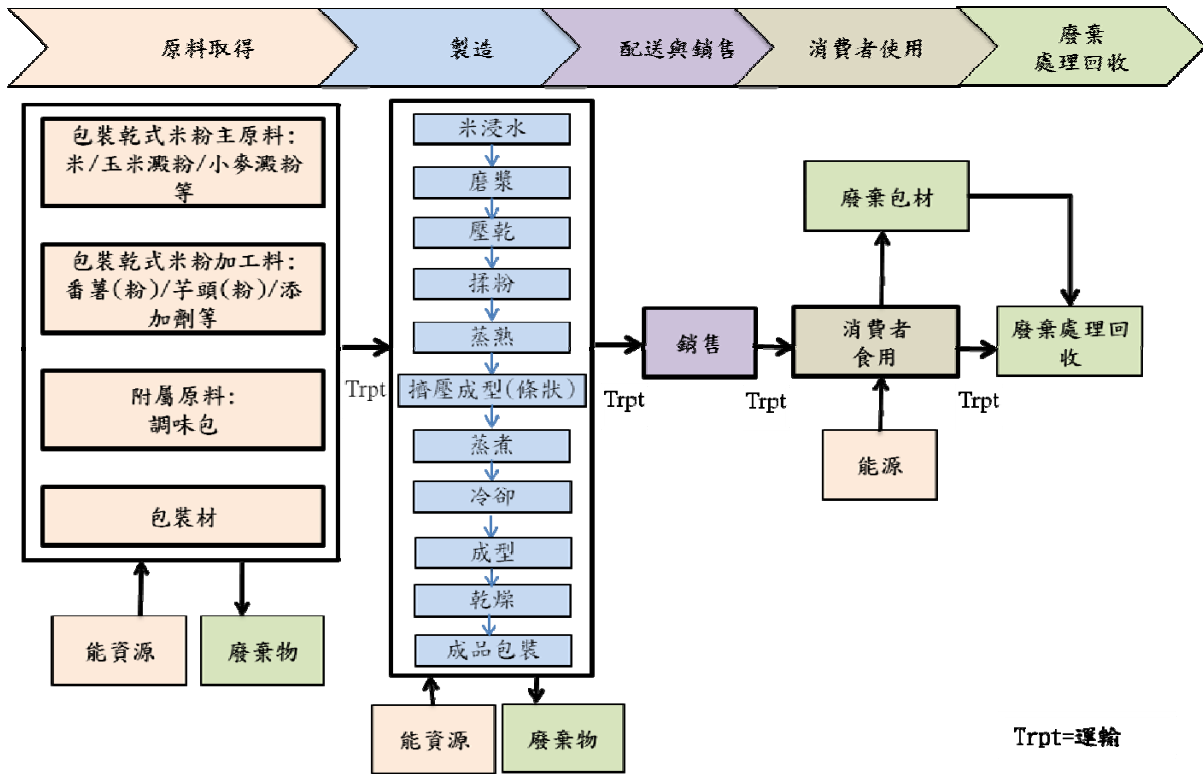 原料取得
製造
配送與銷售
消費者使用
廢棄
處理回收
包裝乾式米粉主原料:
米/玉米澱粉/小麥澱粉
等
包裝乾式米粉加工料:
番薯(粉)/芋頭(粉)/添
加劑等
附屬原料:
調味包
包裝材
能資源
廢棄物
Trpt
米浸水
磨漿
壓乾
揉粉
蒸熟
擠壓成型(條狀)
蒸煮
冷卻
成型
乾燥
成品包裝
能資源
廢棄物
Trpt
銷售
Trpt
廢棄包材
消費者
食用
能源
Trpt
廢棄處理回
收
Trpt=運輸